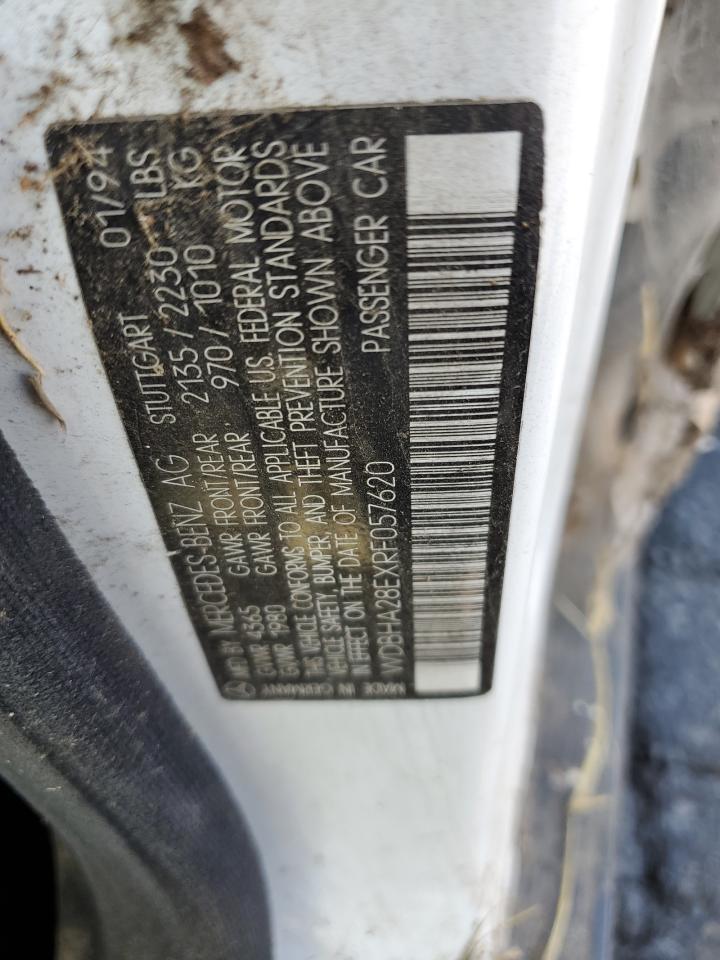 MFD BY MERCEDES-BENZ AG STUTTGART 01/94
GVWR 4365 GAWR FRONT/REAR 2135 / 2230 LBS
GVWR 1980 GAWR FRONT/REAR 970 / 1010 KG
THIS VEHICLE CONFORMS TO ALL APPLICABLE U.S. FEDERAL MOTOR
VEHICLE SAFETY, BUMPER, AND THEFT PREVENTION STANDARDS
IN EFFECT ON THE DATE OF MANUFACTURE SHOWN ABOVE
WDBHA28EXRF057620 PASSENGER CAR
MADE IN GERMANY